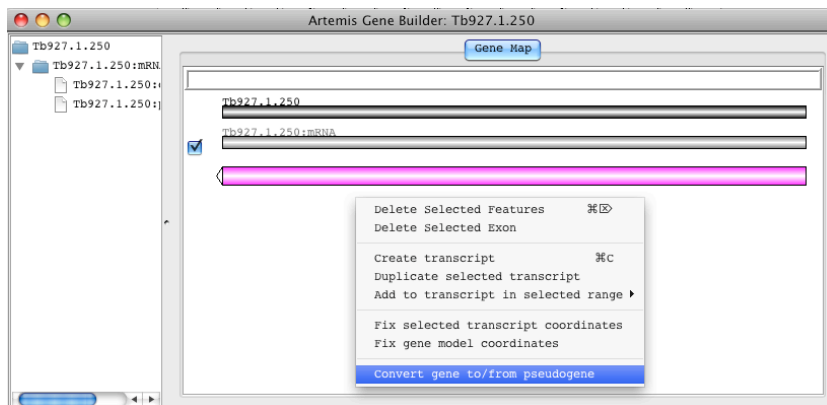 Artemis Gene Builder: Tb927.1.250
Tb927.1.250
Tb927.1.250:mRN
Tb927.1.250:
Tb927.1.250:
Gene Map
Tb927.1.250
Tb927.1.250:mRNA
Delete Selected Features ⌘⌦
Delete Selected Exon
Create transcript ⌘C
Duplicate selected transcript
Add to transcript in selected range
Fix selected transcript coordinates
Fix gene model coordinates
Convert gene to/from pseudogene